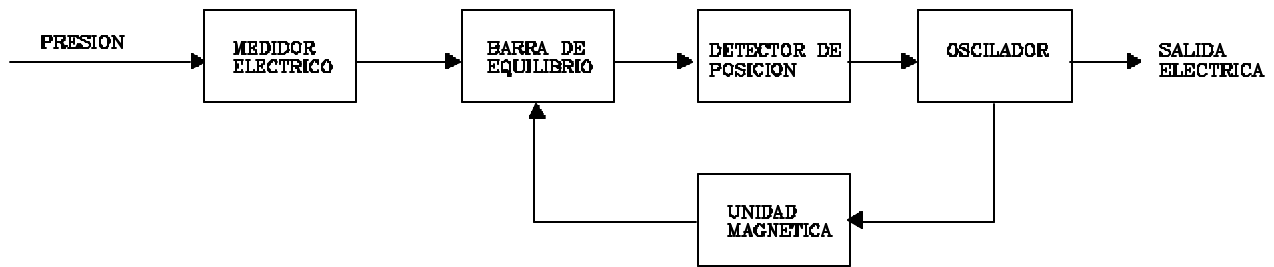 PRESION
MEDIDOR
ELECTRICO
BARRA DE
EQUILIBRIO
DETECTOR DE
POSICION
OSCILADOR
SALIDA
ELECTRICA
UNIDAD
MAGNETICA